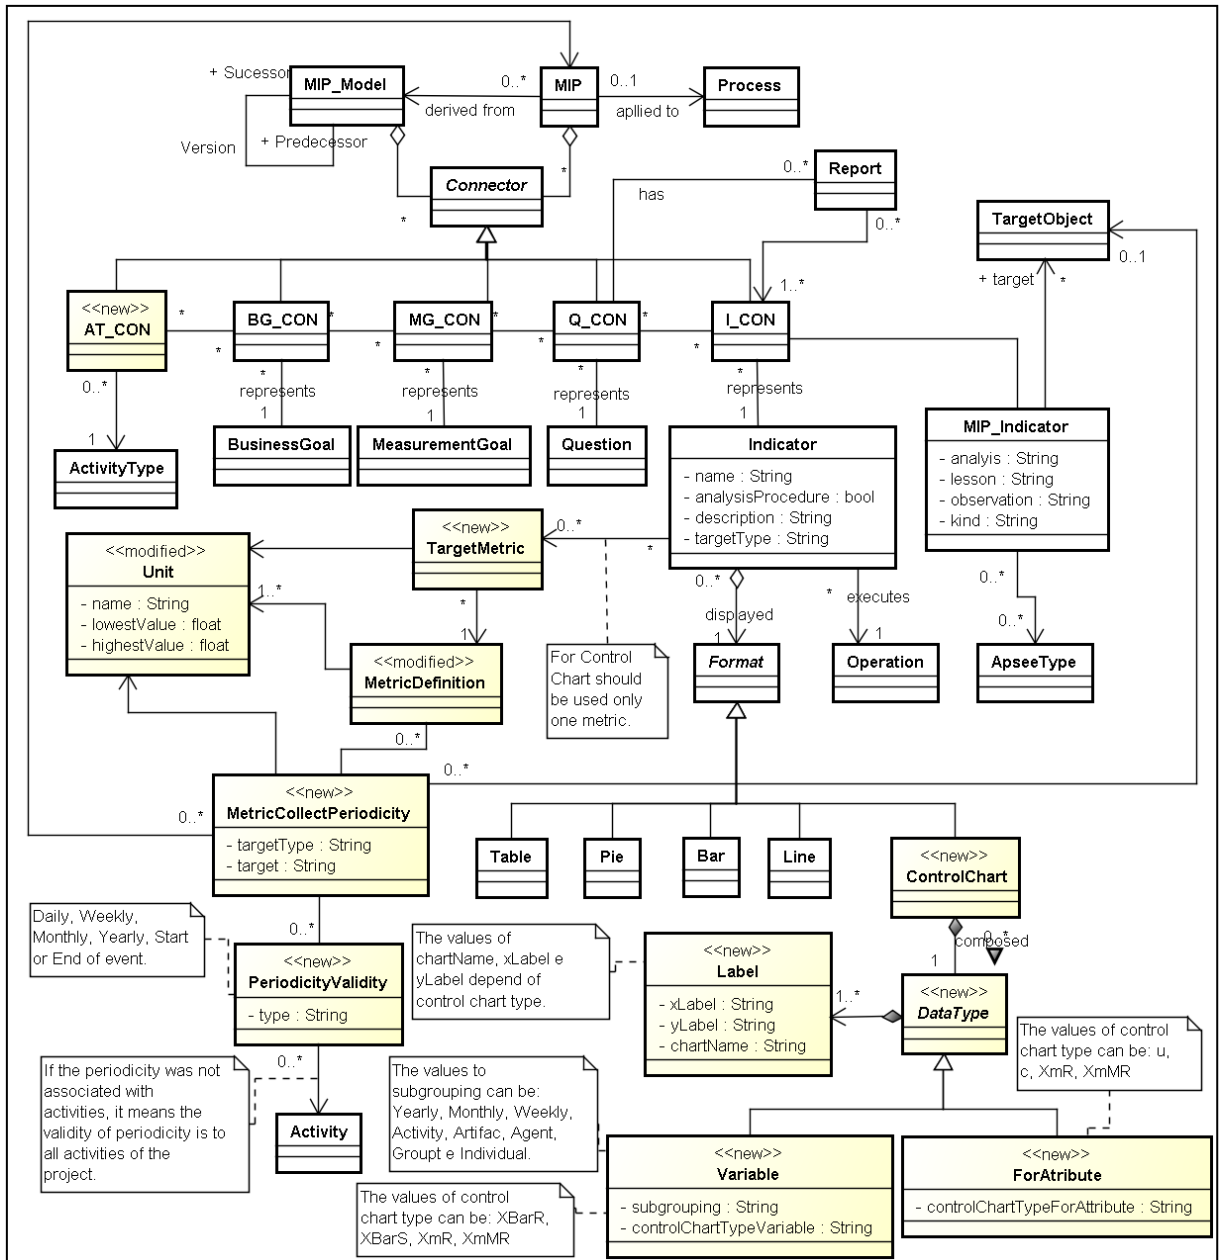 + Sucessor
MIP_Model
0..*
MIP
0..1
Process
derived from
apllied to
Version
+ Predecessor
Connector
*
*
0..*
Report
has
0..*
TargetObject
0..1
+ target
*
1..*
<<new>>
AT_CON
*
*
BG_CON
*
*
MG_CON
*
*
Q_CON
*
*
I_CON
0..*
*
represents
*
represents
*
represents
*
represents
1
1
1
1
1
ActivityType
BusinessGoal
MeasurementGoal
Question
Indicator
- name : String
- analysisProcedure : bool
- description : String
- targetType : String
MIP_Indicator
- analyis : String
- lesson : String
- observation : String
- kind : String
<<new>>
TargetMetric
0..*
*
<<modified>>
Unit
- name : String
- lowestValue : float
- highestValue : float
1..*
*
1
0..*
displayed
1
*
executes
1
0..*
0..*
<<modified>>
MetricDefinition
For Control
Chart should
be used only
one metric.
Format
Operation
ApseeType
0..*
0..*
0..*
<<new>>
MetricCollectPeriodicity
- targetType : String
- target : String
Table
Pie
Bar
Line
<<new>>
ControlChart
Daily, Weekly,
Monthly, Yearly, Start
or End of event.
0..*
The values of
chartName, xLabel e
yLabel depend of
control chart type.
0..*
composed
1
<<new>>
PeriodicityValidity
- type : String
<<new>>
Label
- xLabel : String
- yLabel : String
- chartName : String
1..*
<<new>>
DataType
The values of control
chart type can be: u,
c, XmR, XmMR
0..*
If the periodicity was not
associated with
activities, it means the
validity of periodicity is to
all activities of the
project.
The values to
subgrouping can be:
Yearly, Monthly, Weekly,
Activity, Artifac, Agent,
Groupt e Individual.
Activity
<<new>>
Variable
- subgrouping : String
- controlChartTypeVariable : String
<<new>>
ForAtribute
- controlChartTypeForAttribute : String
The values of control
chart type can be: XBarR,
XBarS, XmR, XmMR